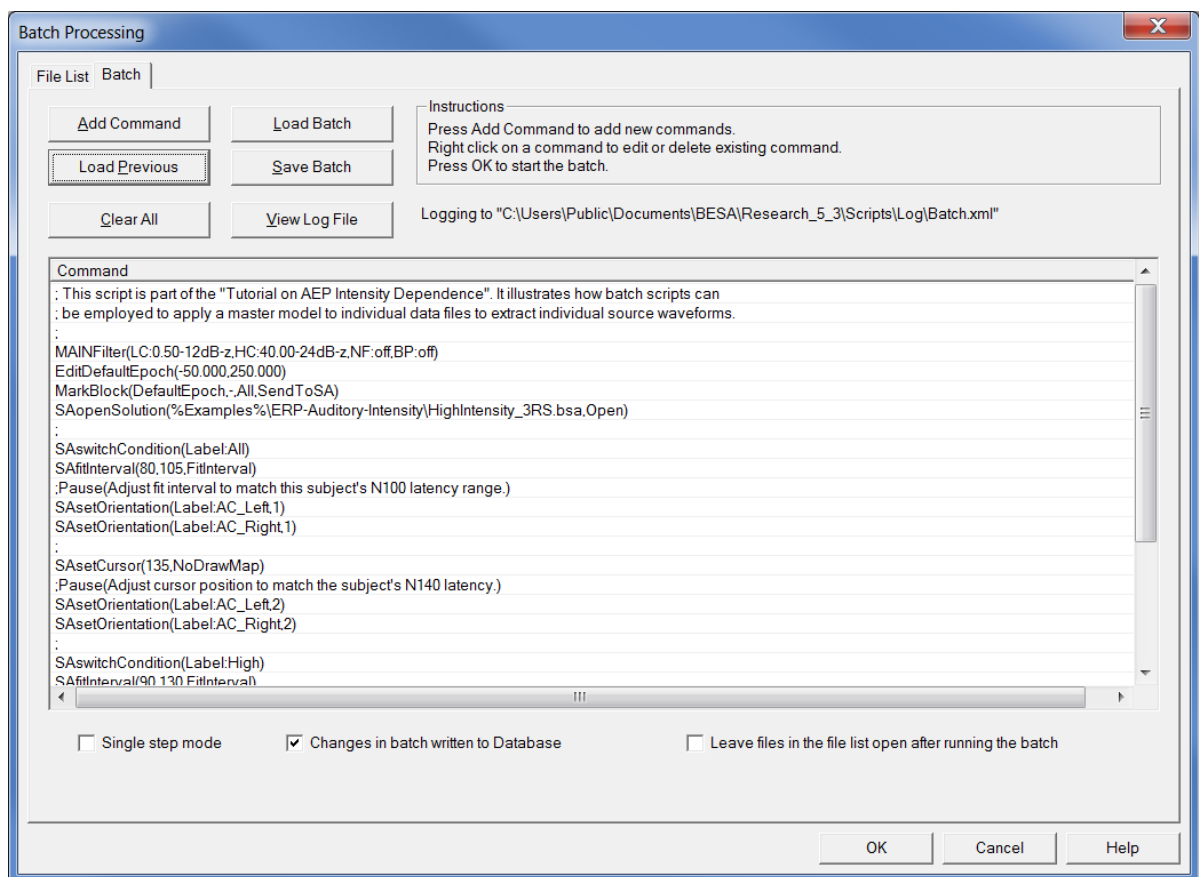 Batch Processing
File List Batch
Add Command Load Batch
Load Previous Save Batch
Clear All View Log File
Instructions
Press Add Command to add new commands.
Right click on a command to edit or delete existing command.
Press OK to start the batch.
Logging to "C:\Users\Public\Documents\BESA\Research_5_3\Scripts\Log\Batch.xml"
Command
; This script is part of the "Tutorial on AEP Intensity Dependence". It illustrates how batch scripts can
; be employed to apply a master model to individual data files to extract individual source waveforms.
;
MAINFilter(LC:0.50-12dB-z,HC:40.00-24dB-z,NF:off,BP:off)
EditDefaultEpoch(-50.000,250.000)
MarkBlock(DefaultEpoch,-,All,SendToSA)
SAopenSolution(%Examples%\ERP-Auditory-Intensity\HighIntensity_3RS.bsa,Open)
;
SAswitchCondition(Label:All)
SAfitInterval(80,105,FitInterval)
;Pause(Adjust fit interval to match this subject's N100 latency range.)
SAsetOrientation(Label:AC_Left,1)
SAsetOrientation(Label:AC_Right,1)
;
SAsetCursor(135,NoDrawMap)
;Pause(Adjust cursor position to match the subject's N140 latency.)
SAsetOrientation(Label:AC_Left,2)
SAsetOrientation(Label:AC_Right,2)
;
SAswitchCondition(Label:High)
SAfitInterval(90,130,FitInterval)
Single step mode Changes in batch written to Database Leave files in the file list open after running the batch
OK Cancel Help